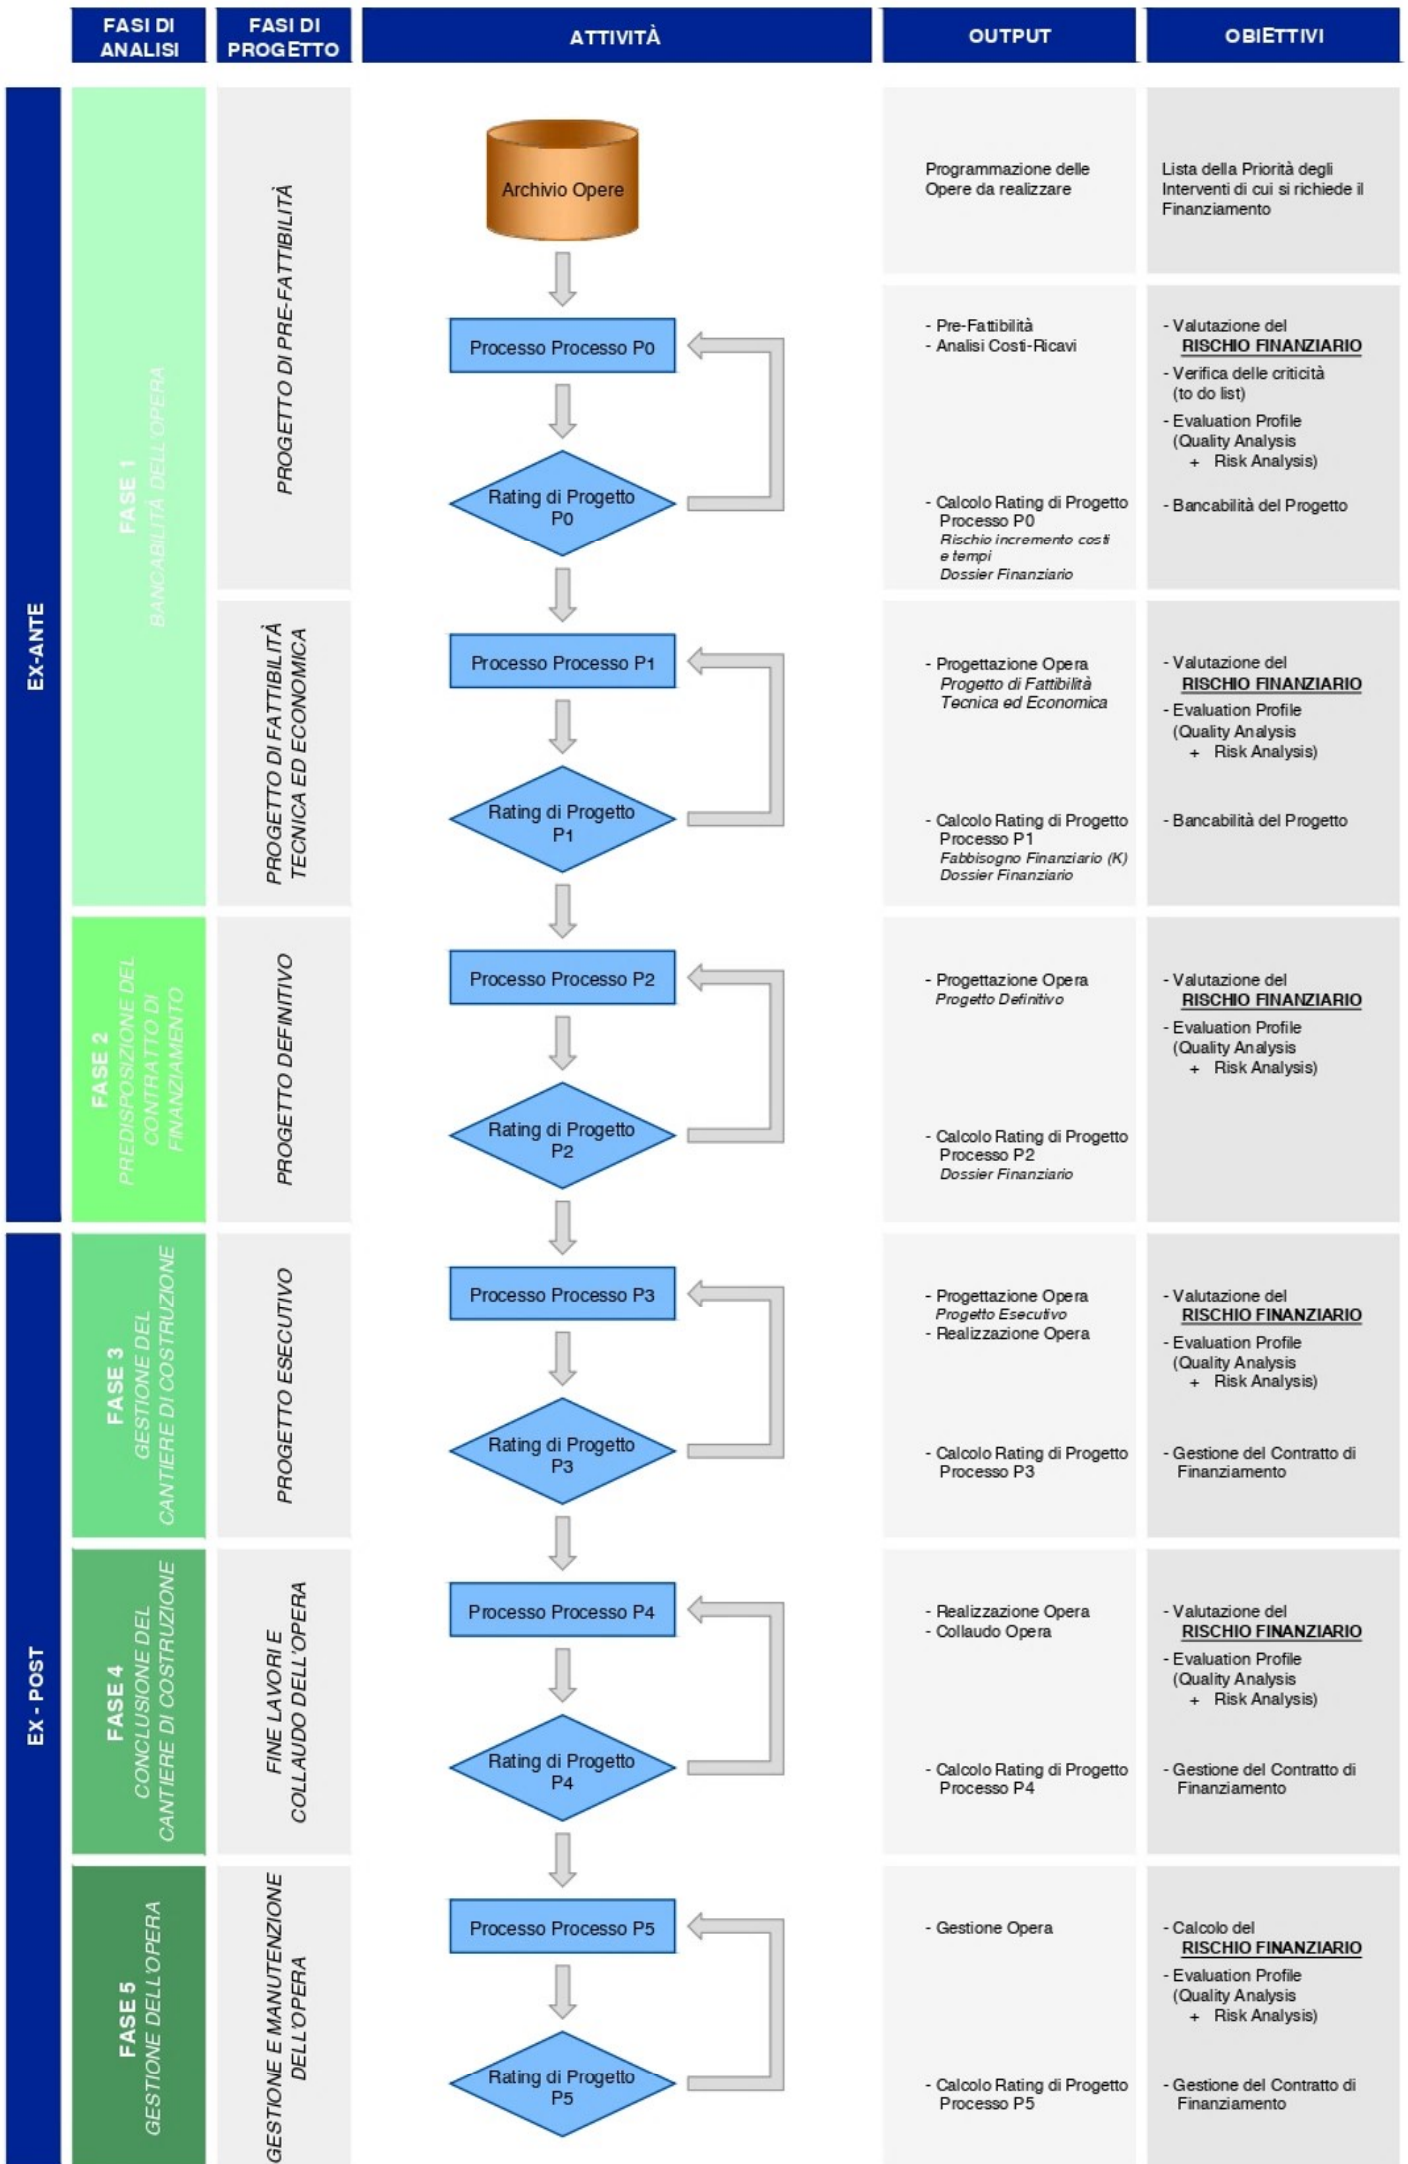 FASI DI
ANALISI
FASI DI
PROGETTO
ATTIVITÀ
OUTPUT
OBIETTIVI
EX-ANTE
FASE 1
BANCABILITÀ DELL'OPERA
PROGETTO DI PRE-FATTIBILITÀ
Archivio Opere
Programmazione delle
Opere da realizzare
Lista della Priorità degli
Interventi di cui si richiede il
Finanziamento
Processo Processo P0
- Pre-Fattibilità
- Analisi Costi-Ricavi
- Valutazione del
RISCHIO FINANZIARIO
- Verifica delle criticità
(to do list)
- Evaluation Profile
(Quality Analysis
+ Risk Analysis)
Rating di Progetto
P0
- Calcolo Rating di Progetto
Processo P0
Rischio incremento costi
e tempi
Dossier Finanziario
- Bancabilità del Progetto
PROGETTO DI FATTIBILITÀ
TECNICA ED ECONOMICA
Processo Processo P1
- Progettazione Opera
Progetto di Fattibilità
Tecnica ed Economica
- Valutazione del
RISCHIO FINANZIARIO
- Evaluation Profile
(Quality Analysis
+ Risk Analysis)
Rating di Progetto
P1
- Calcolo Rating di Progetto
Processo P1
Fabbisogno Finanziario (K)
Dossier Finanziario
- Bancabilità del Progetto
FASE 2
PREDISPOSIZIONE DEL
CONTRATTO DI
FINANZIAMENTO
PROGETTO DEFINITIVO
Processo Processo P2
- Progettazione Opera
Progetto Definitivo
- Valutazione del
RISCHIO FINANZIARIO
- Evaluation Profile
(Quality Analysis
+ Risk Analysis)
Rating di Progetto
P2
- Calcolo Rating di Progetto
Processo P2
Dossier Finanziario
EX - POST
FASE 3
GESTIONE DEL
CANTIERE DI COSTRUZIONE
PROGETTO ESECUTIVO
Processo Processo P3
- Progettazione Opera
Progetto Esecutivo
- Realizzazione Opera
- Valutazione del
RISCHIO FINANZIARIO
- Evaluation Profile
(Quality Analysis
+ Risk Analysis)
Rating di Progetto
P3
- Calcolo Rating di Progetto
Processo P3
- Gestione del Contratto di
Finanziamento
FASE 4
CONCLUSIONE DEL
CANTIERE DI COSTRUZIONE
FINE LAVORI E
COLLAUDO DELL'OPERA
Processo Processo P4
- Realizzazione Opera
- Collaudo Opera
- Valutazione del
RISCHIO FINANZIARIO
- Evaluation Profile
(Quality Analysis
+ Risk Analysis)
Rating di Progetto
P4
- Calcolo Rating di Progetto
Processo P4
- Gestione del Contratto di
Finanziamento
FASE 5
GESTIONE DELL'OPERA
GESTIONE E MANUTENZIONE
DELL'OPERA
Processo Processo P5
- Gestione Opera
- Calcolo del
RISCHIO FINANZIARIO
- Evaluation Profile
(Quality Analysis
+ Risk Analysis)
Rating di Progetto
P5
- Calcolo Rating di Progetto
Processo P5
- Gestione del Contratto di
Finanziamento